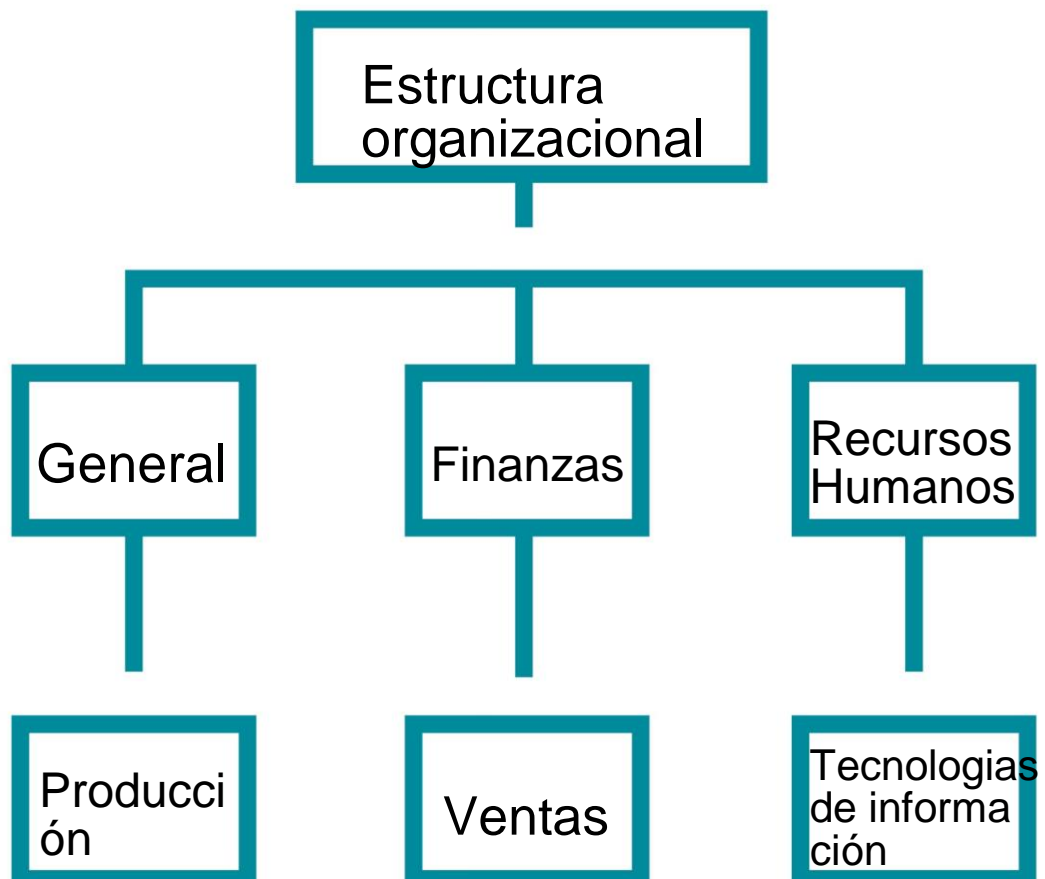 Estructura
organizacional
General
Finanzas
Recursos
Humanos
Producci
ón
Ventas
Tecnologias
de informa
ción